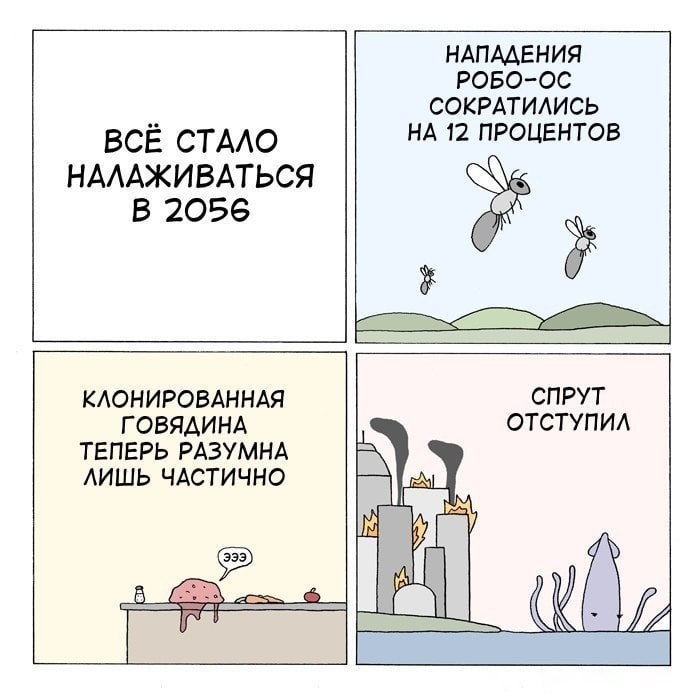 ВСЁ СТАЛО
НАЛАЖИВАТЬСЯ
В 2056
НАПАДЕНИЯ
РОБО-ОС
СОКРАТИЛИСЬ
НА 12 ПРОЦЕНТОВ
КЛОНИРОВАННАЯ
ГОВЯДИНА
ТЕПЕРЬ РАЗУМНА
ЛИШЬ ЧАСТИЧНО
ЭЭЭ
СПРУТ
ОТСТУПИЛ